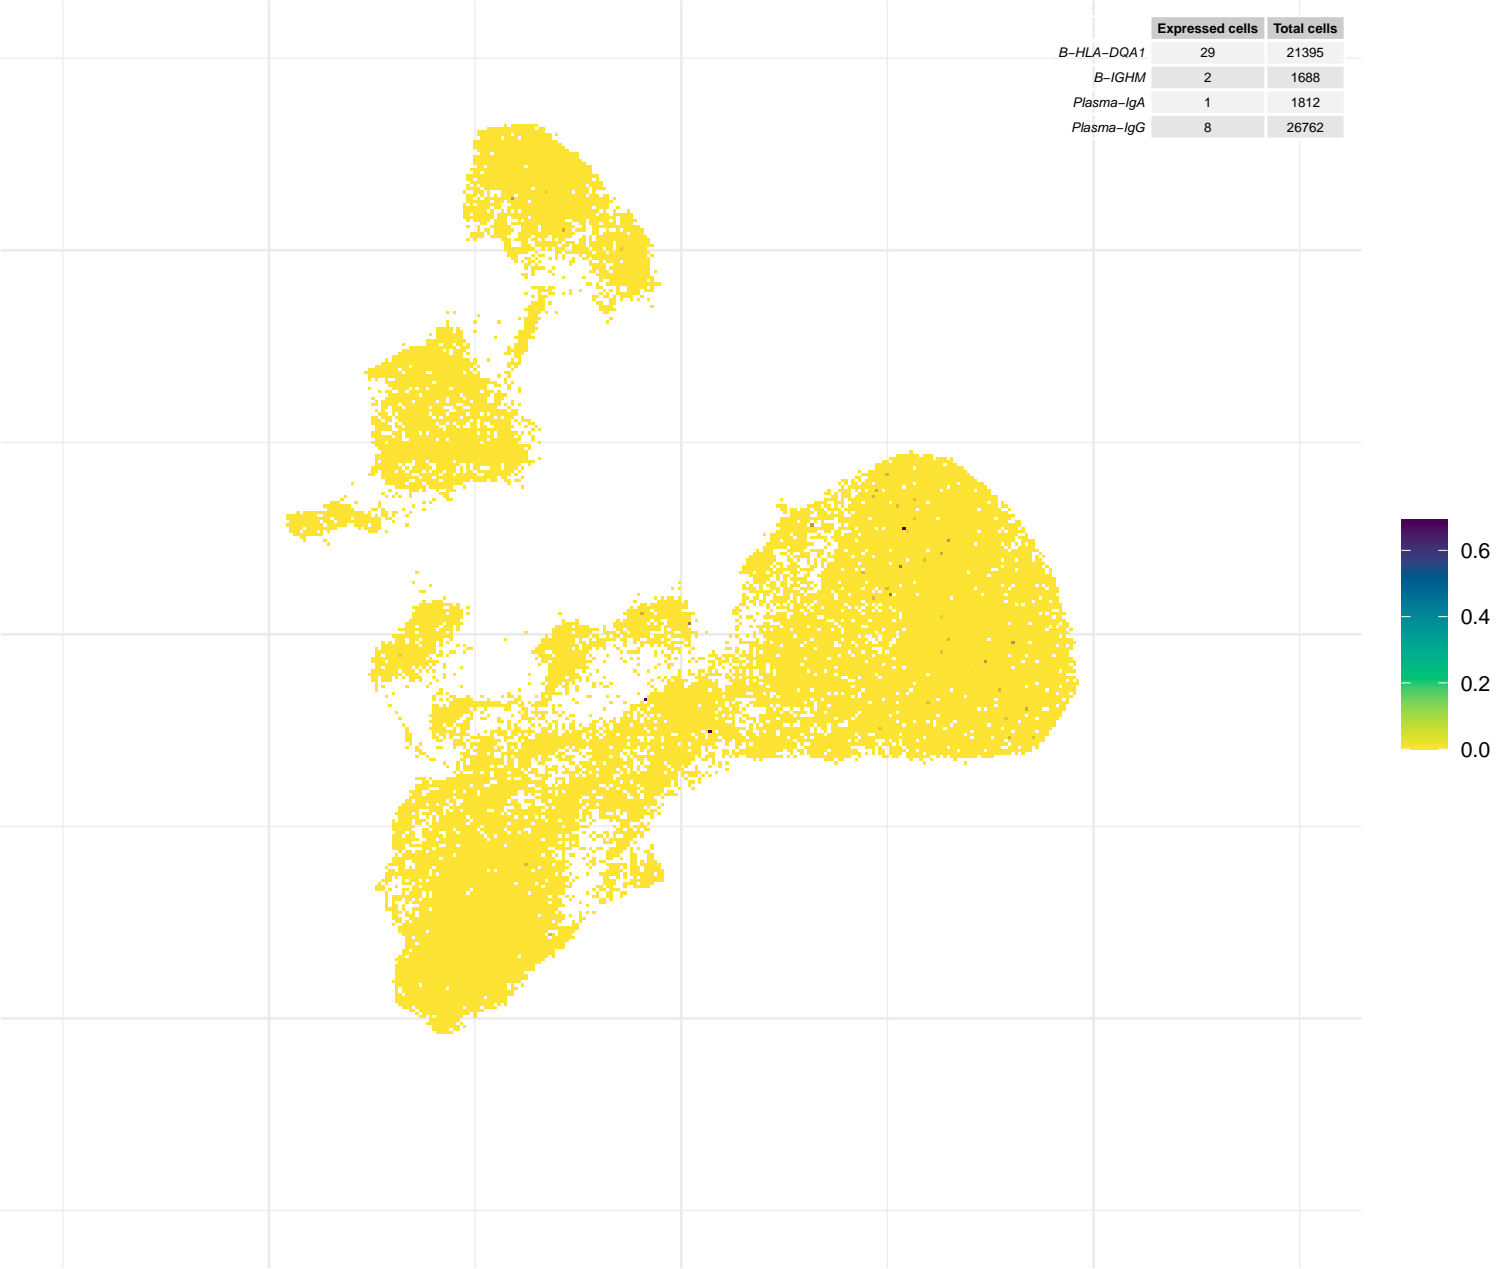 Expressed cells Total cells
B−HLA−DQA1 29 21395
B−IGHM 2 1688
Plasma−IgA 1 1812
Plasma−IgG 8 26762
0.6
0.4
0.2
0.0